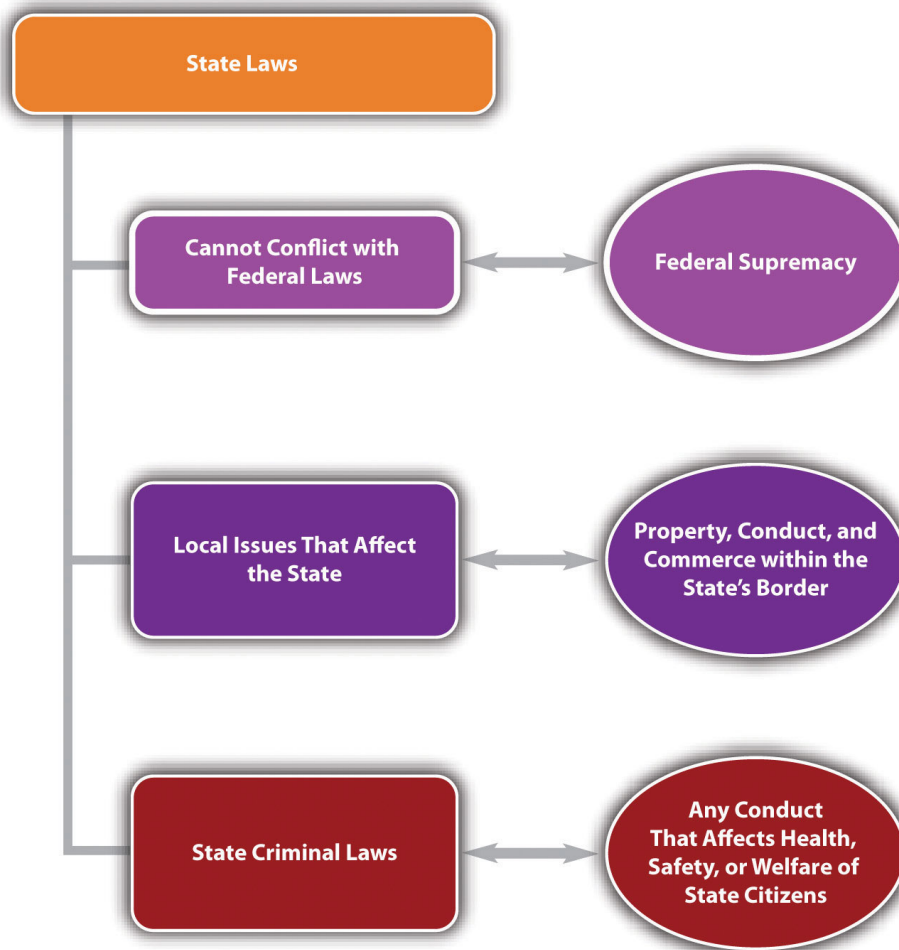 State Laws
Cannot Conflict with
Federal Laws
Federal Supremacy
Local Issues That Affect
the State
Property, Conduct, and
Commerce within the
State’s Border
State Criminal Laws
Any Conduct
That Affects Health,
Safety, or Welfare of
State Citizens